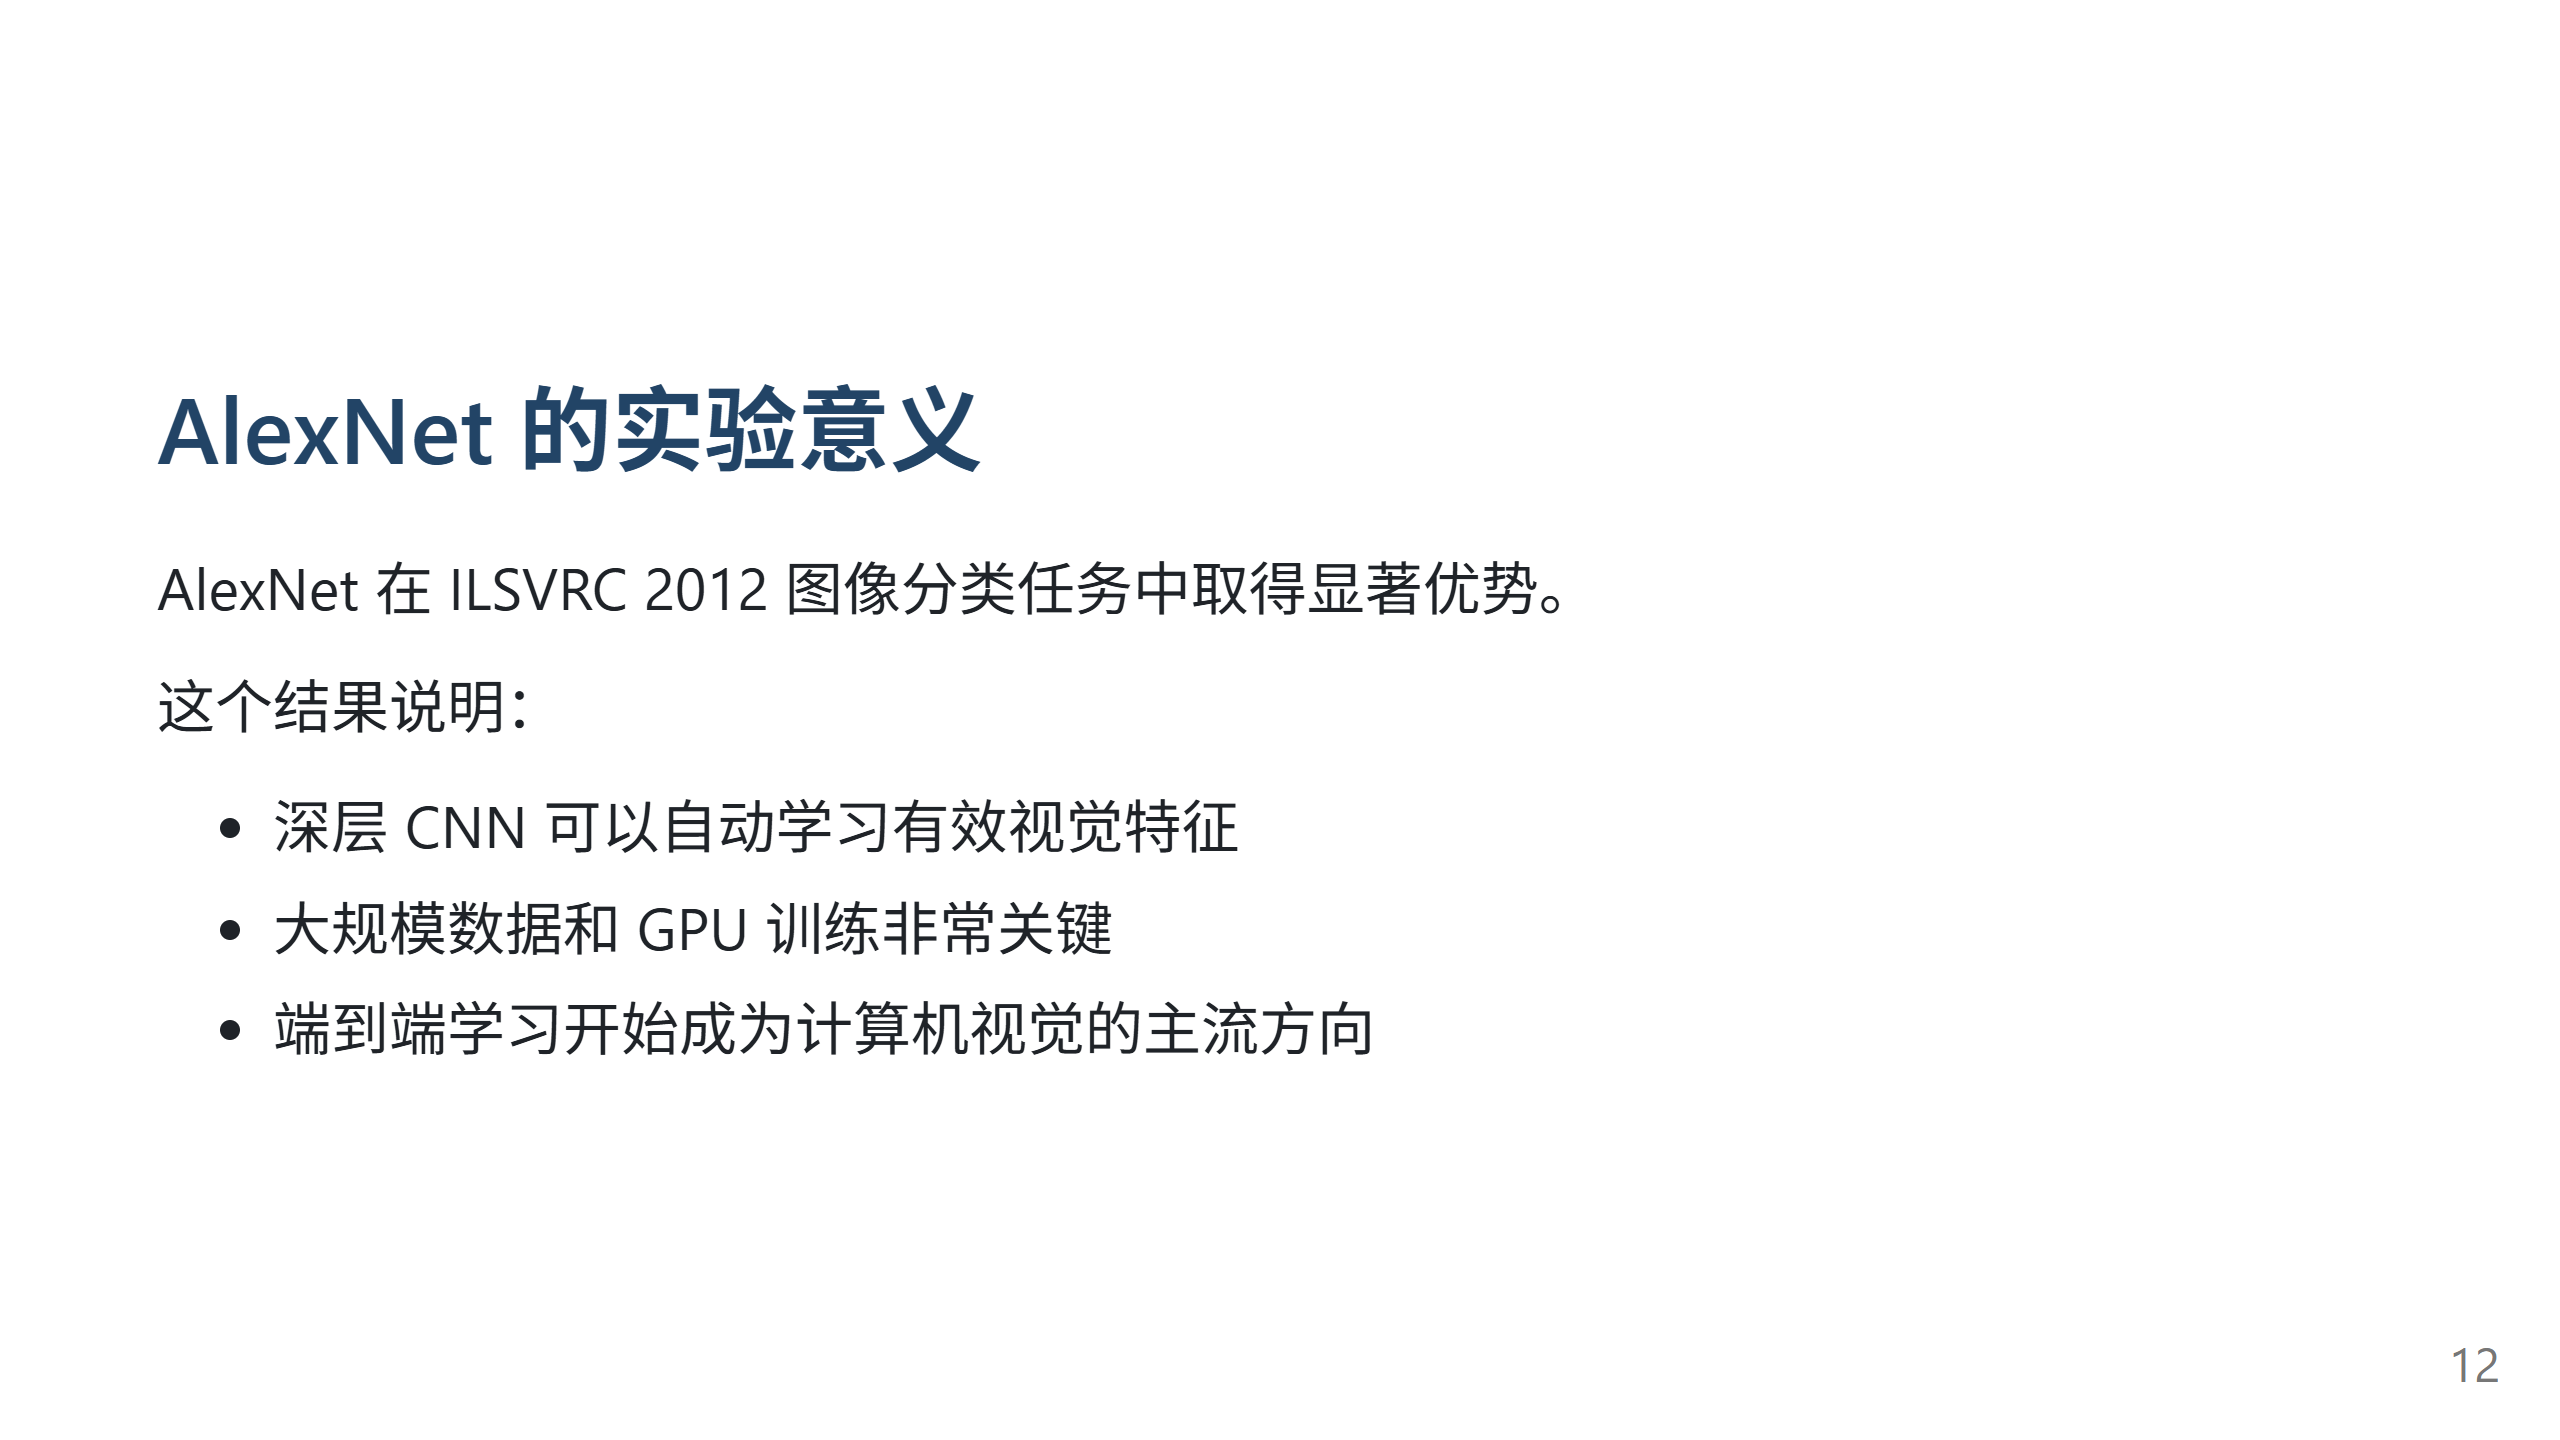 AlexNet 的实验意义
AlexNet 在 ILSVRC 2012 图像分类任务中取得显著优势。
这个结果说明：
• 深层 CNN 可以自动学习有效视觉特征
• 大规模数据和 GPU 训练非常关键
• 端到端学习开始成为计算机视觉的主流方向
12